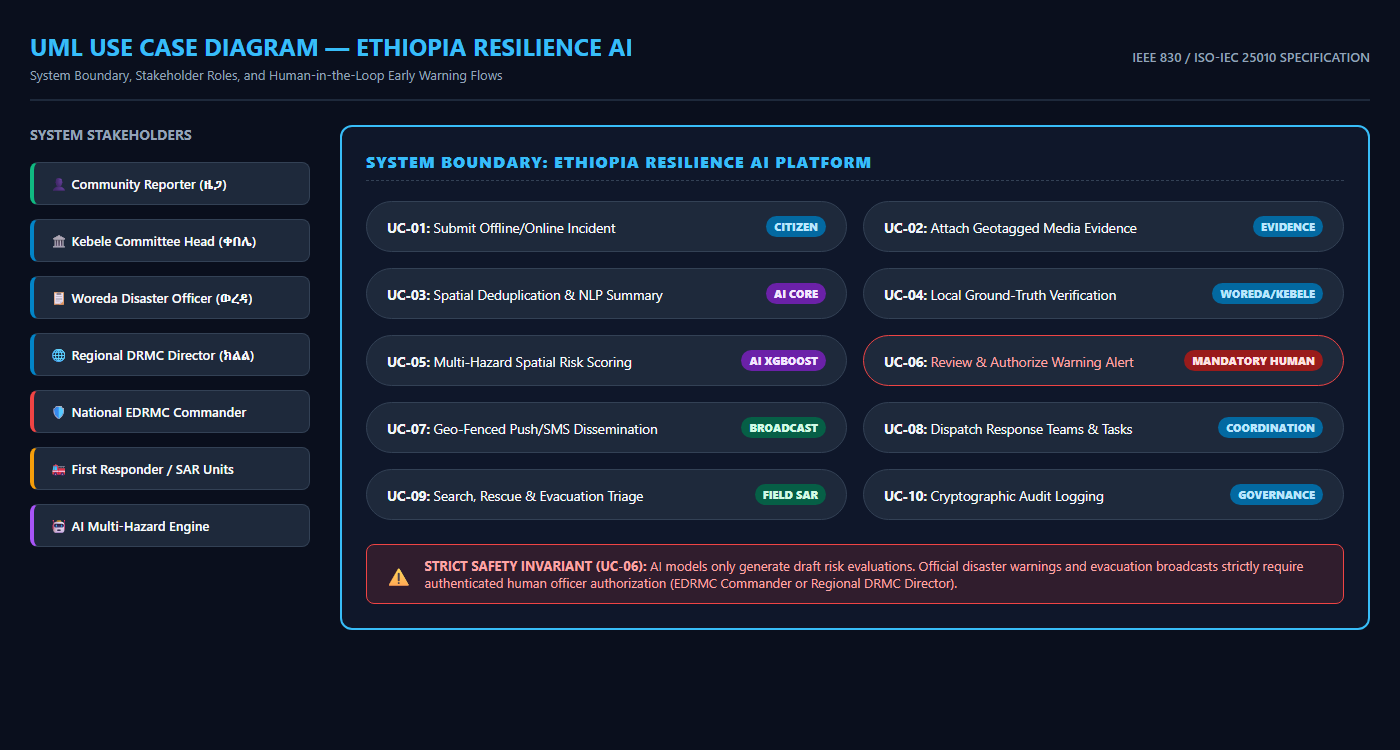 UML USE CASE DIAGRAM — ETHIOPIA RESILIENCE AI
System Boundary, Stakeholder Roles, and Human-in-the-Loop Early Warning Flows
IEEE 830 / ISO-IEC 25010 SPECIFICATION
SYSTEM STAKEHOLDERS
Community Reporter (ዜጋ)
Kebele Committee Head (ቀበሌ)
Woreda Disaster Officer (ወረዳ)
Regional DRMC Director (ክልል)
National EDRMC Commander
First Responder / SAR Units
AI Multi-Hazard Engine
SYSTEM BOUNDARY: ETHIOPIA RESILIENCE AI PLATFORM
UC-01: Submit Offline/Online Incident CITIZEN
UC-02: Attach Geotagged Media Evidence EVIDENCE
UC-03: Spatial Deduplication & NLP Summary AI CORE
UC-04: Local Ground-Truth Verification WOREDA/KEBELE
UC-05: Multi-Hazard Spatial Risk Scoring AI XGBOOST
UC-06: Review & Authorize Warning Alert MANDATORY HUMAN
UC-07: Geo-Fenced Push/SMS Dissemination BROADCAST
UC-08: Dispatch Response Teams & Tasks COORDINATION
UC-09: Search, Rescue & Evacuation Triage FIELD SAR
UC-10: Cryptographic Audit Logging GOVERNANCE
STRICT SAFETY INVARIANT (UC-06): AI models only generate draft risk evaluations. Official disaster warnings and evacuation broadcasts strictly require
authenticated human officer authorization (EDRMC Commander or Regional DRMC Director).